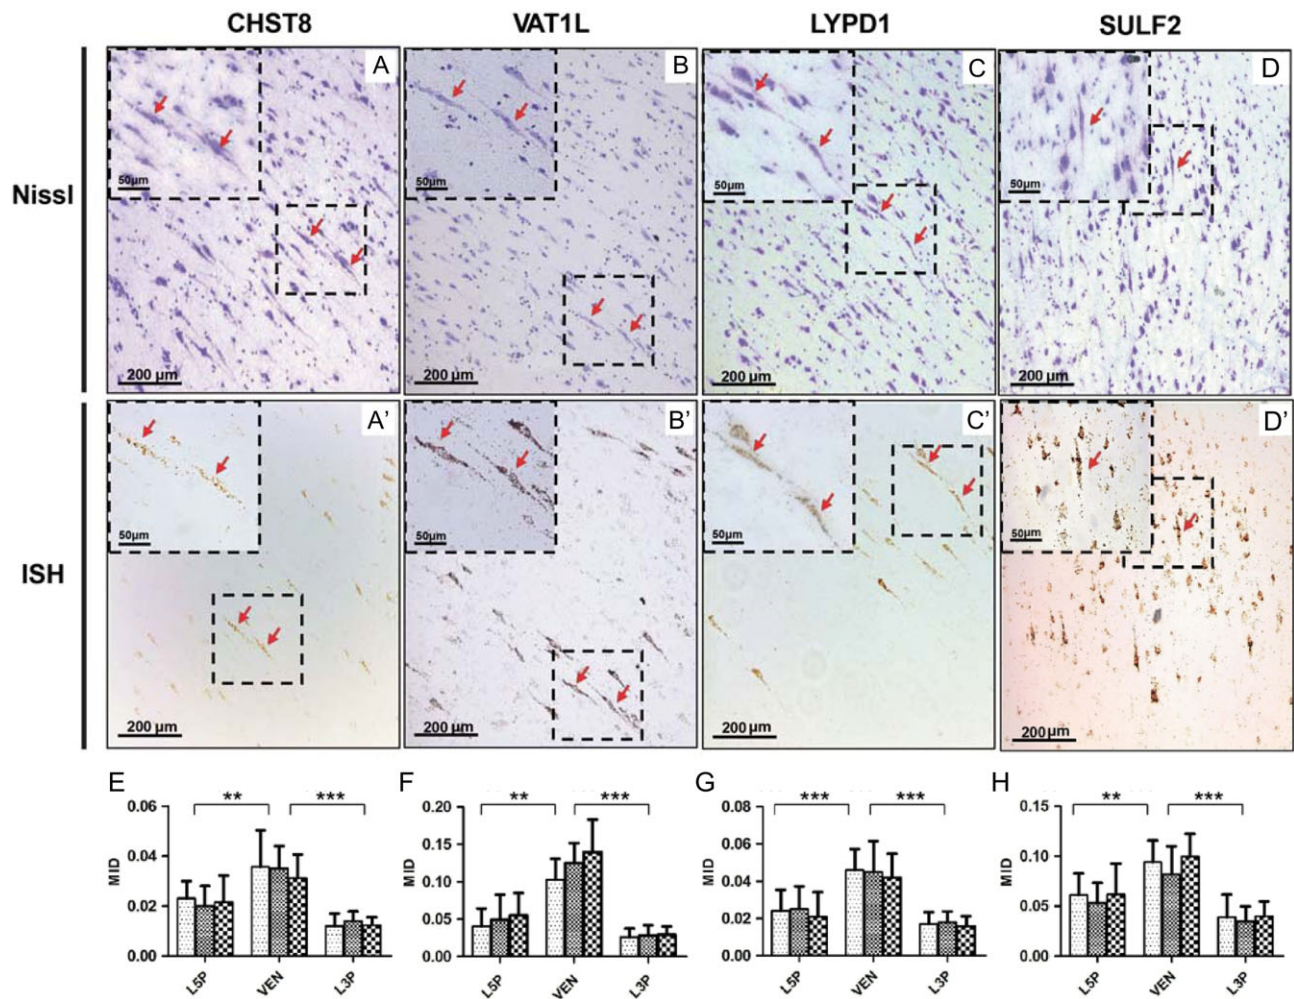 CHST8 VAT1L LYPD1 SULF2
Nissl
A B C D
50μm 50μm 50μm 50μm
200 μm 200 μm 200 μm 200 μm
ISH
A' B' C' D'
50μm 50μm 50μm 50μm
200 μm 200 μm 200 μm 200 μm
E
MID
0.06
0.04
0.02
0.00
** ***
L5P VEN L3P
F
MID
0.20
0.15
0.10
0.05
0.00
** ***
L5P VEN L3P
G
MID
0.08
0.06
0.04
0.02
0.00
*** ***
L5P VEN L3P
H
MID
0.15
0.10
0.05
0.00
** ***
L5P VEN L3P